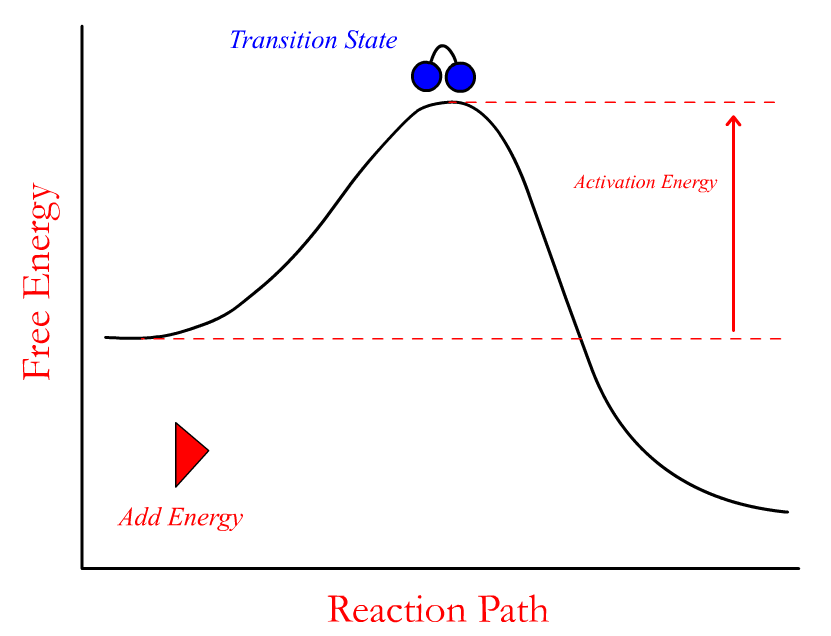 Transition State
Activation Energy
Free Energy
Add Energy
Reaction Path